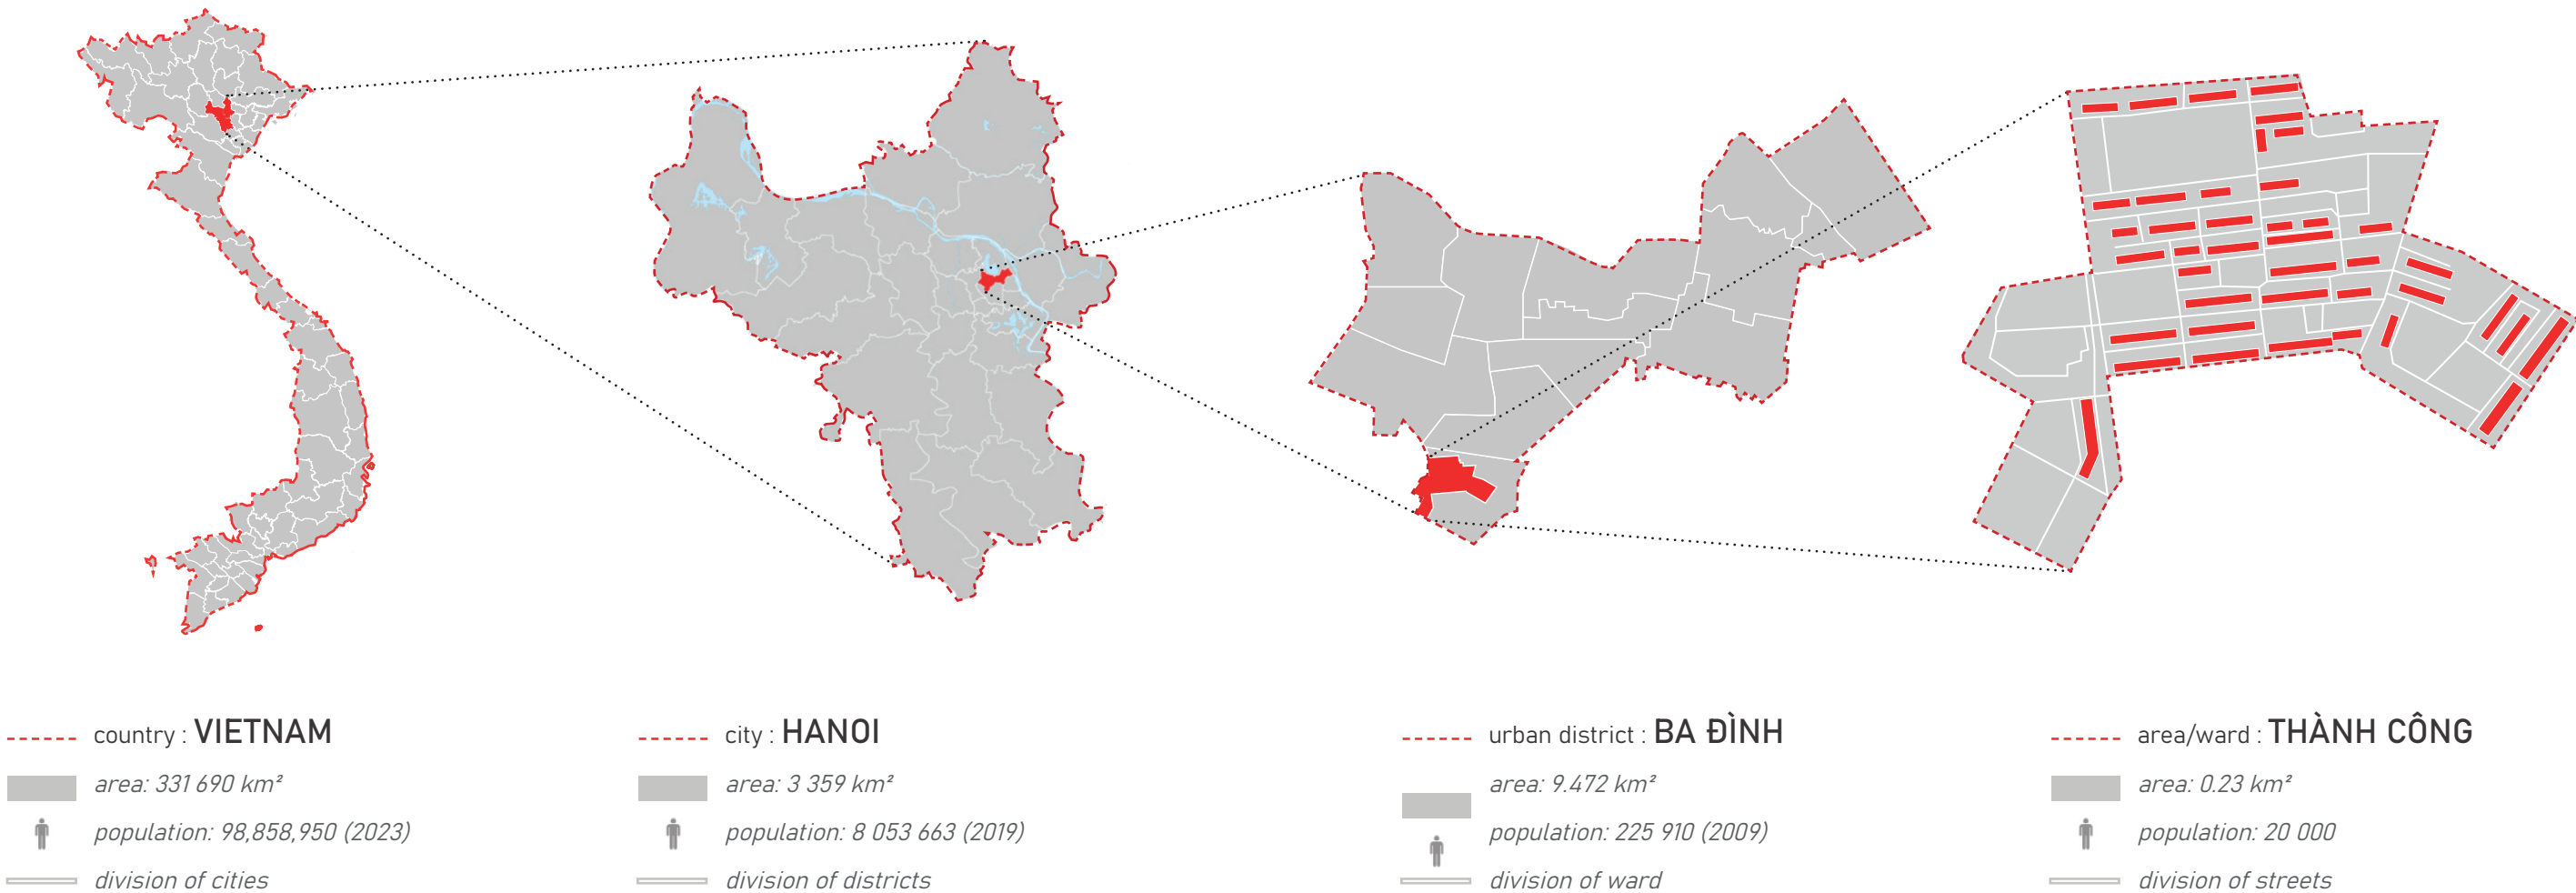 country : VIETNAM
area: 331 690 km²
population: 98,858,950 (2023)
division of cities
city : HANOI
area: 3 359 km²
population: 8 053 663 (2019)
division of districts
urban district : BA ĐÌNH
area: 9.472 km²
population: 225 910 (2009)
division of ward
area/ward : THÀNH CÔNG
area: 0.23 km²
population: 20 000
division of streets